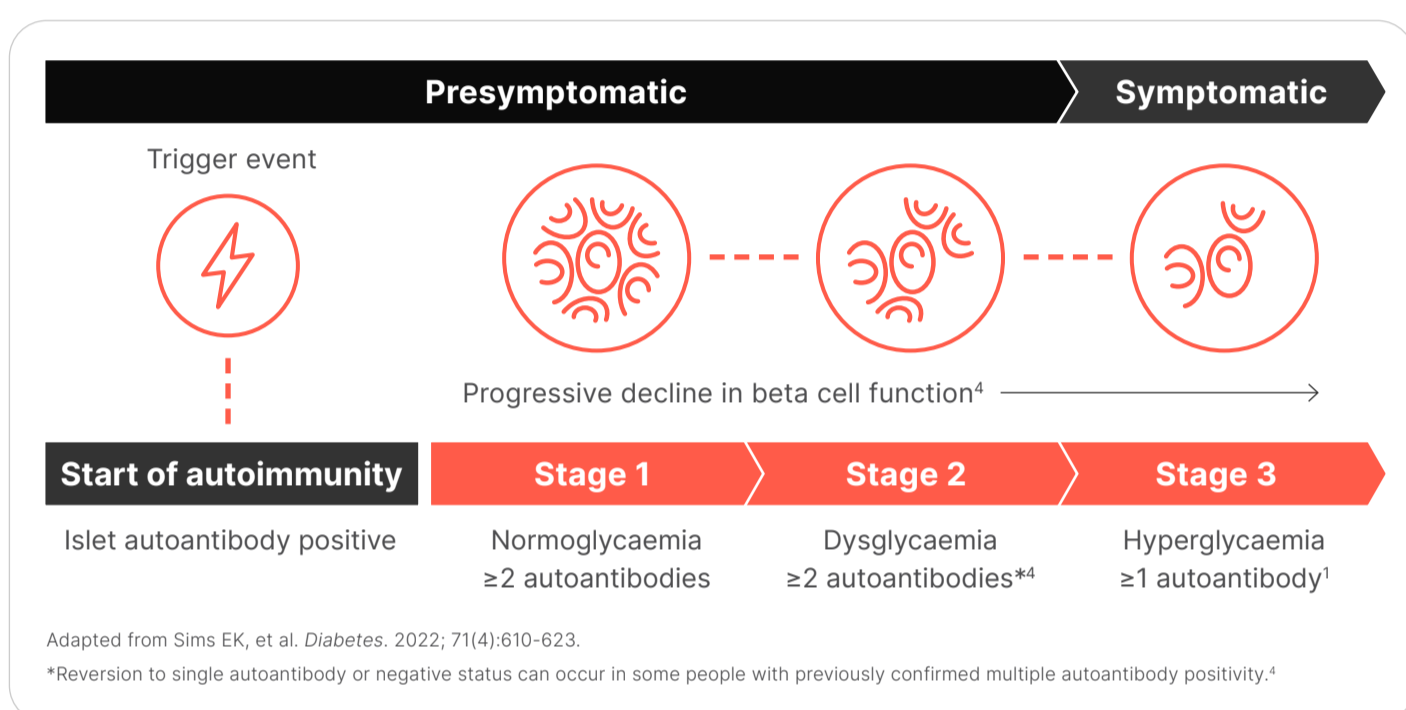 Presymptomatic
Symptomatic
Trigger event
Progressive decline in beta cell function⁴
Start of autoimmunity
Stage 1
Stage 2
Stage 3
Islet autoantibody positive
Normoglycaemia
≥2 autoantibodies
Dysglycaemia
≥2 autoantibodies*⁴
Hyperglycaemia
≥1 autoantibody¹
Adapted from Sims EK, et al. Diabetes. 2022; 71(4):610-623.
*Reversion to single autoantibody or negative status can occur in some people with previously confirmed multiple autoantibody positivity.⁴